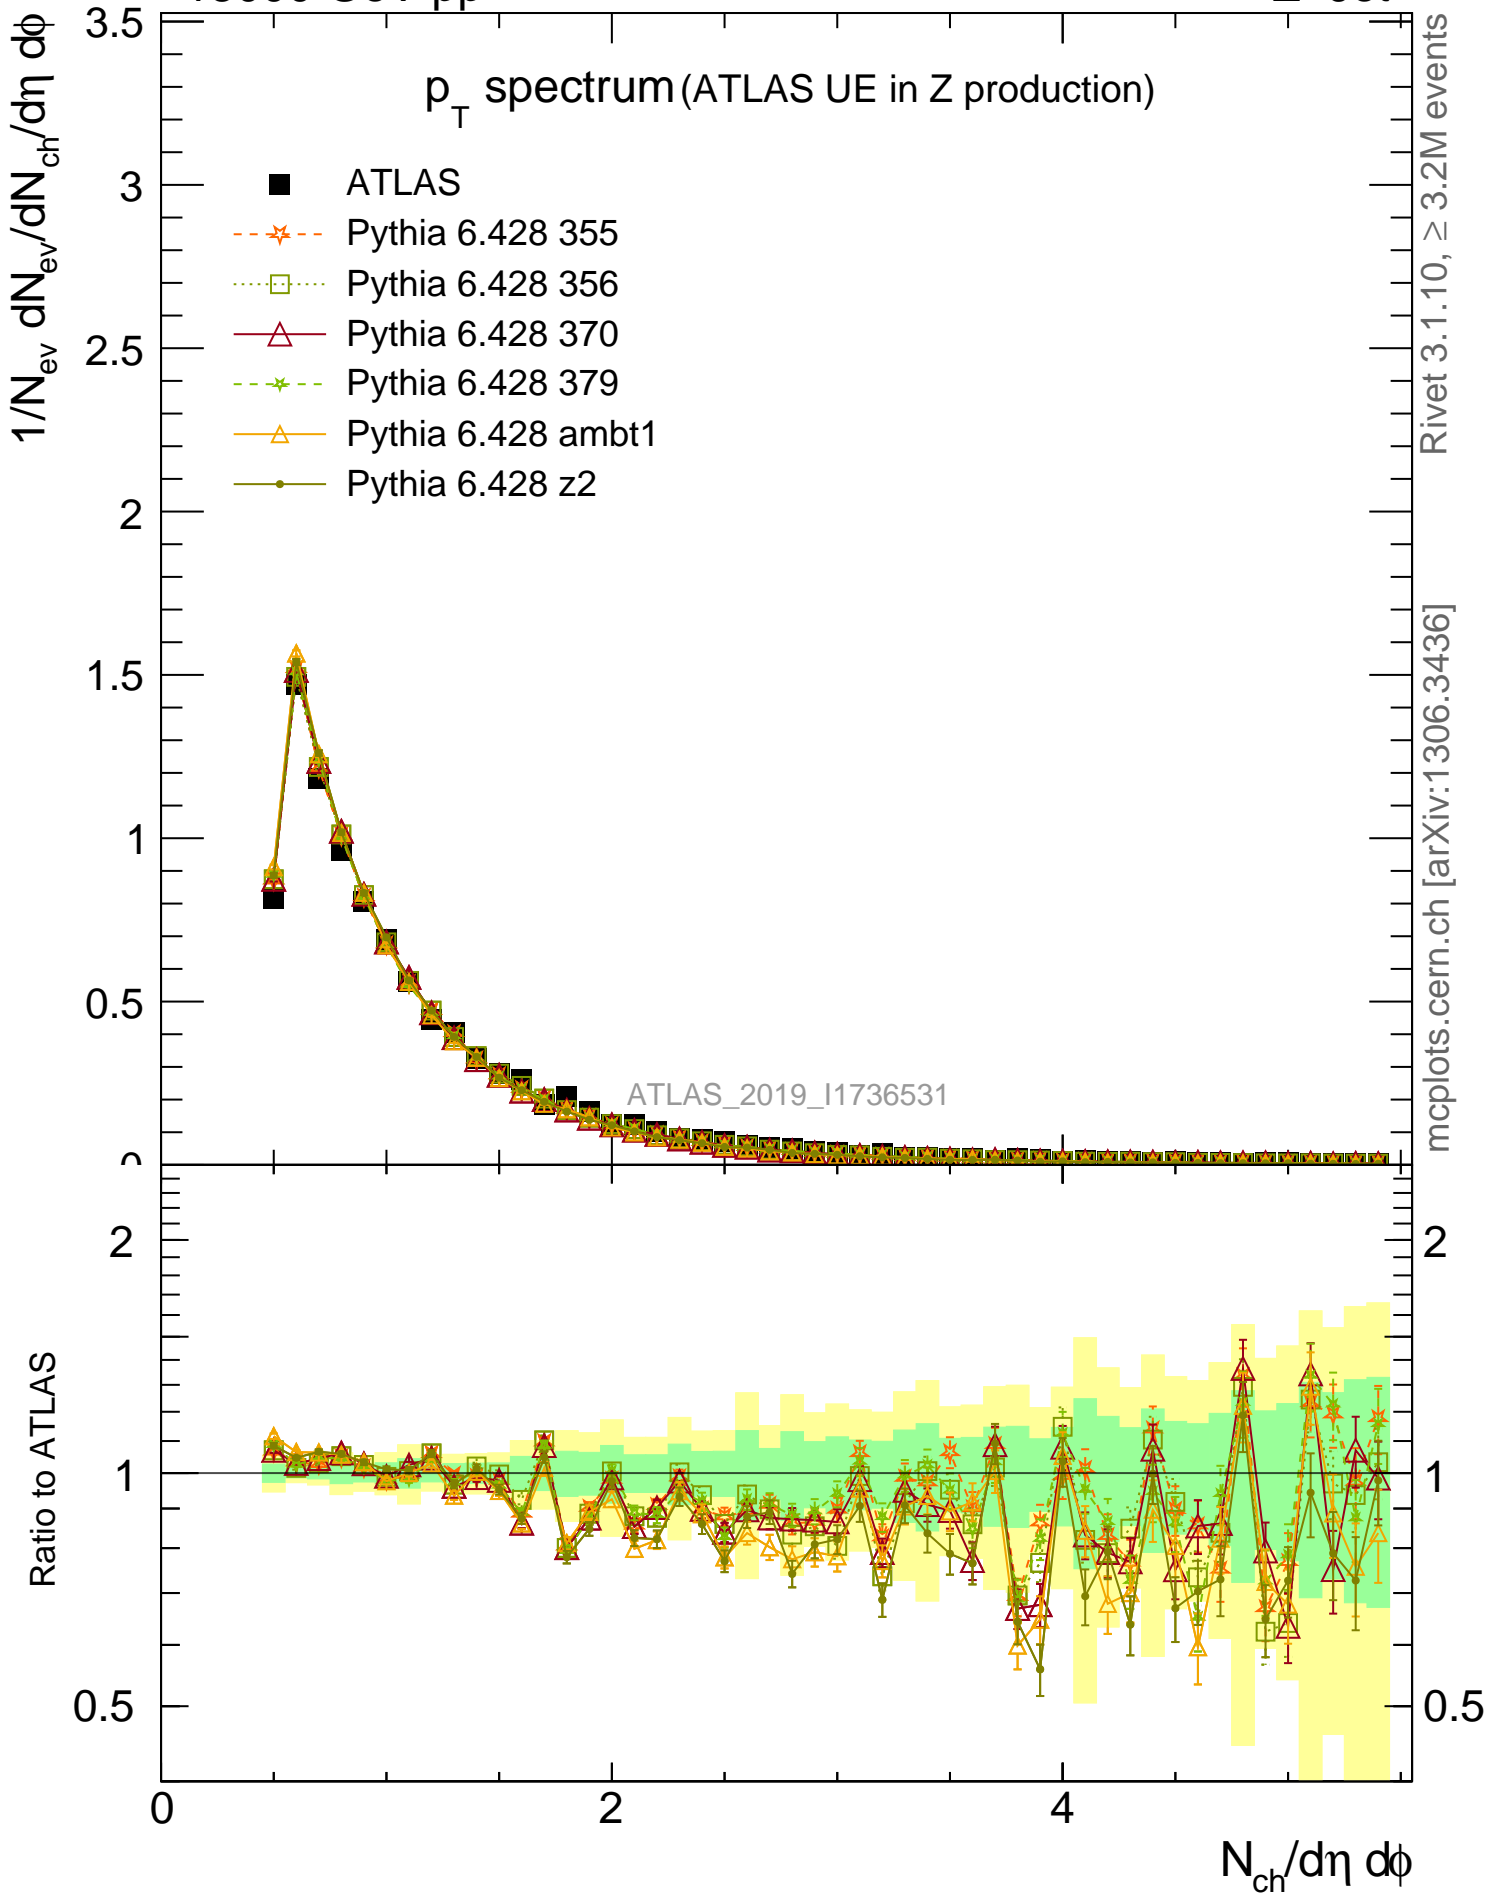 p_T spectrum (ATLAS UE in Z production)
1/N_ev dN_ev/dN_ch/dη dϕ
ATLAS
Pythia 6.428 355
Pythia 6.428 356
Pythia 6.428 370
Pythia 6.428 379
Pythia 6.428 ambt1
Pythia 6.428 z2
3.5
3
2.5
2
1.5
1
0.5
0
ATLAS_2019_I1736531
Rivet 3.1.10, ≥ 3.2M events
mcplots.cern.ch [arXiv:1306.3436]
Ratio to ATLAS
2
1
0.5
2
1
0.5
0
2
4
N_ch/dη dϕ